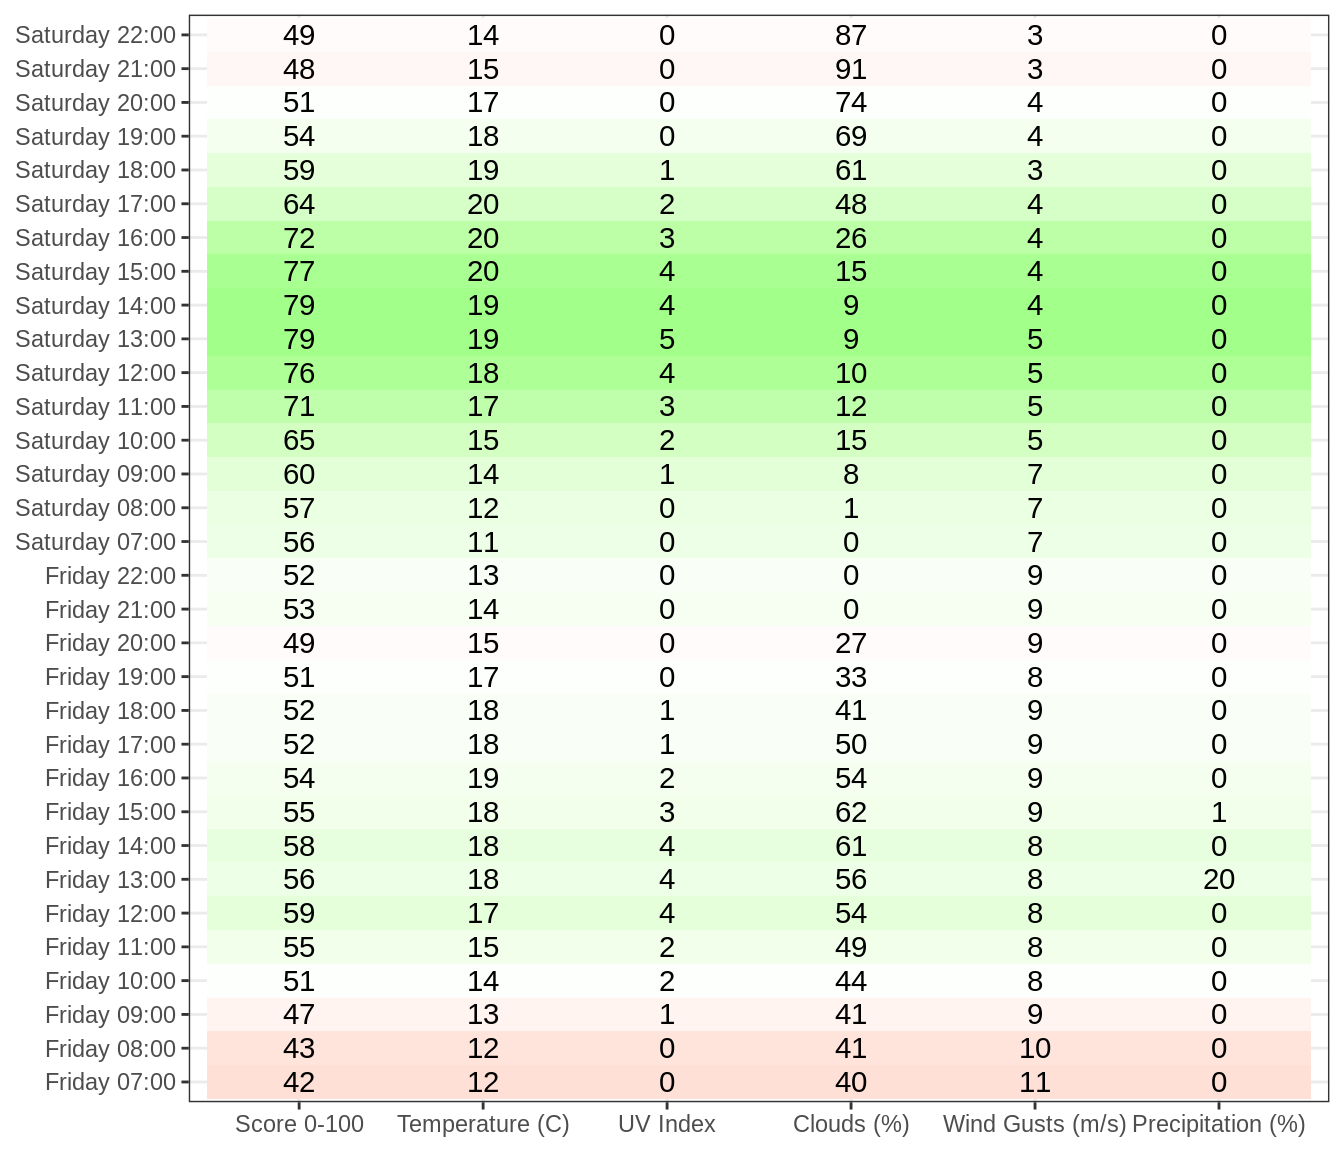 Saturday 22:00 49 14 0 87 3 0
Saturday 21:00 48 15 0 91 3 0
Saturday 20:00 51 17 0 74 4 0
Saturday 19:00 54 18 0 69 4 0
Saturday 18:00 59 19 1 61 3 0
Saturday 17:00 64 20 2 48 4 0
Saturday 16:00 72 20 3 26 4 0
Saturday 15:00 77 20 4 15 4 0
Saturday 14:00 79 19 4 9 4 0
Saturday 13:00 79 19 5 9 5 0
Saturday 12:00 76 18 4 10 5 0
Saturday 11:00 71 17 3 12 5 0
Saturday 10:00 65 15 2 15 5 0
Saturday 09:00 60 14 1 8 7 0
Saturday 08:00 57 12 0 1 7 0
Saturday 07:00 56 11 0 0 7 0
Friday 22:00 52 13 0 0 9 0
Friday 21:00 53 14 0 0 9 0
Friday 20:00 49 15 0 27 9 0
Friday 19:00 51 17 0 33 8 0
Friday 18:00 52 18 1 41 9 0
Friday 17:00 52 18 1 50 9 0
Friday 16:00 54 19 2 54 9 0
Friday 15:00 55 18 3 62 9 1
Friday 14:00 58 18 4 61 8 0
Friday 13:00 56 18 4 56 8 20
Friday 12:00 59 17 4 54 8 0
Friday 11:00 55 15 2 49 8 0
Friday 10:00 51 14 2 44 8 0
Friday 09:00 47 13 1 41 9 0
Friday 08:00 43 12 0 41 10 0
Friday 07:00 42 12 0 40 11 0
Score 0-100 Temperature (C) UV Index Clouds (%) Wind Gusts (m/s) Precipitation (%)